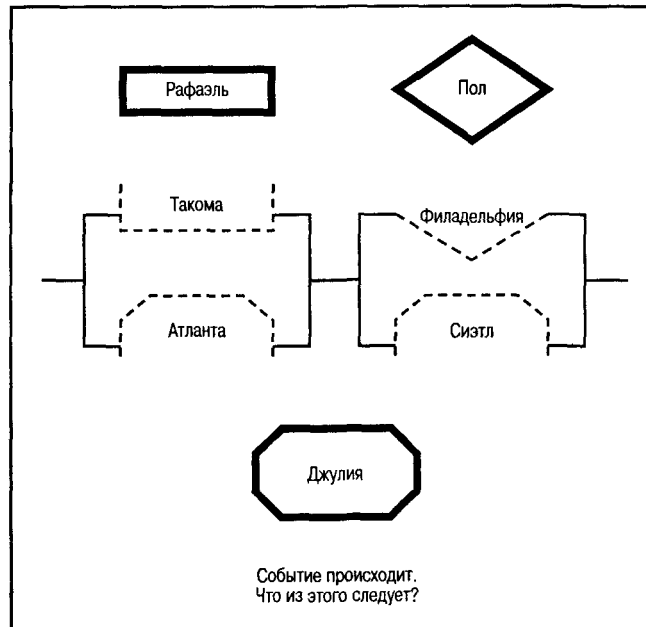 Рафаэль
Пол
Такома
Филадельфия
Атланта
Сиэтл
Джулия
Событие происходит.
Что из этого следует?